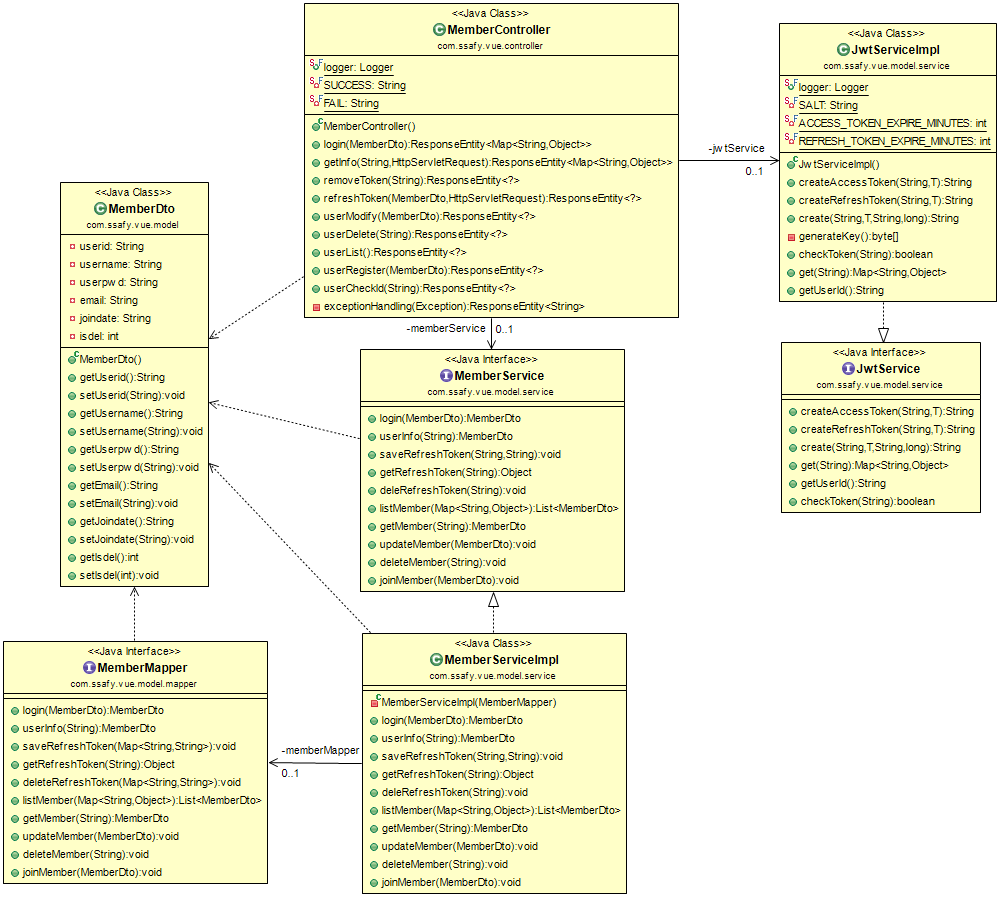 <<Java Class>>
MemberController
com.ssafy.vue.controller
logger: Logger
SUCCESS: String
FAIL: String
MemberController()
login(MemberDto):ResponseEntity<Map<String,Object>>
getInfo(String,HttpServletRequest):ResponseEntity<Map<String,Object>>
removeToken(String):ResponseEntity<?>
refreshToken(MemberDto,HttpServletRequest):ResponseEntity<?>
userModify(MemberDto):ResponseEntity<?>
userDelete(String):ResponseEntity<?>
userList():ResponseEntity<?>
userRegister(MemberDto):ResponseEntity<?>
userCheckId(String):ResponseEntity<?>
exceptionHandling(Exception):ResponseEntity<String>
-jwtService
0..1
<<Java Class>>
JwtServiceImpl
com.ssafy.vue.model.service
logger: Logger
SALT: String
ACCESS_TOKEN_EXPIRE_MINUTES: int
REFRESH_TOKEN_EXPIRE_MINUTES: int
JwtServiceImpl()
createAccessToken(String,T):String
createRefreshToken(String,T):String
create(String,T,String,long):String
generateKey():byte[]
checkToken(String):boolean
get(String):Map<String,Object>
getUserId():String
<<Java Class>>
MemberDto
com.ssafy.vue.model
userid: String
username: String
userpwd: String
email: String
joindate: String
isdel: int
MemberDto()
getUserid():String
setUserid(String):void
getUsername():String
setUsername(String):void
getUserpwd():String
setUserpwd(String):void
getEmail():String
setEmail(String):void
getJoindate():String
setJoindate(String):void
getIsdel():int
setIsdel(int):void
-memberService
0..1
<<Java Interface>>
MemberService
com.ssafy.vue.model.service
login(MemberDto):MemberDto
userInfo(String):MemberDto
saveRefreshToken(String,String):void
getRefreshToken(String):Object
deleRefreshToken(String):void
listMember(Map<String,Object>):List<MemberDto>
getMember(String):MemberDto
updateMember(MemberDto):void
deleteMember(String):void
joinMember(MemberDto):void
<<Java Interface>>
JwtService
com.ssafy.vue.model.service
createAccessToken(String,T):String
createRefreshToken(String,T):String
create(String,T,String,long):String
get(String):Map<String,Object>
getUserId():String
checkToken(String):boolean
<<Java Interface>>
MemberMapper
com.ssafy.vue.model.mapper
login(MemberDto):MemberDto
userInfo(String):MemberDto
saveRefreshToken(Map<String,String>):void
getRefreshToken(String):Object
deleteRefreshToken(Map<String,String>):void
listMember(Map<String,Object>):List<MemberDto>
getMember(String):MemberDto
updateMember(MemberDto):void
deleteMember(String):void
joinMember(MemberDto):void
-memberMapper
0..1
<<Java Class>>
MemberServiceImpl
com.ssafy.vue.model.service
MemberServiceImpl(MemberMapper)
login(MemberDto):MemberDto
userInfo(String):MemberDto
saveRefreshToken(String,String):void
getRefreshToken(String):Object
deleRefreshToken(String):void
listMember(Map<String,Object>):List<MemberDto>
getMember(String):MemberDto
updateMember(MemberDto):void
deleteMember(String):void
joinMember(MemberDto):void